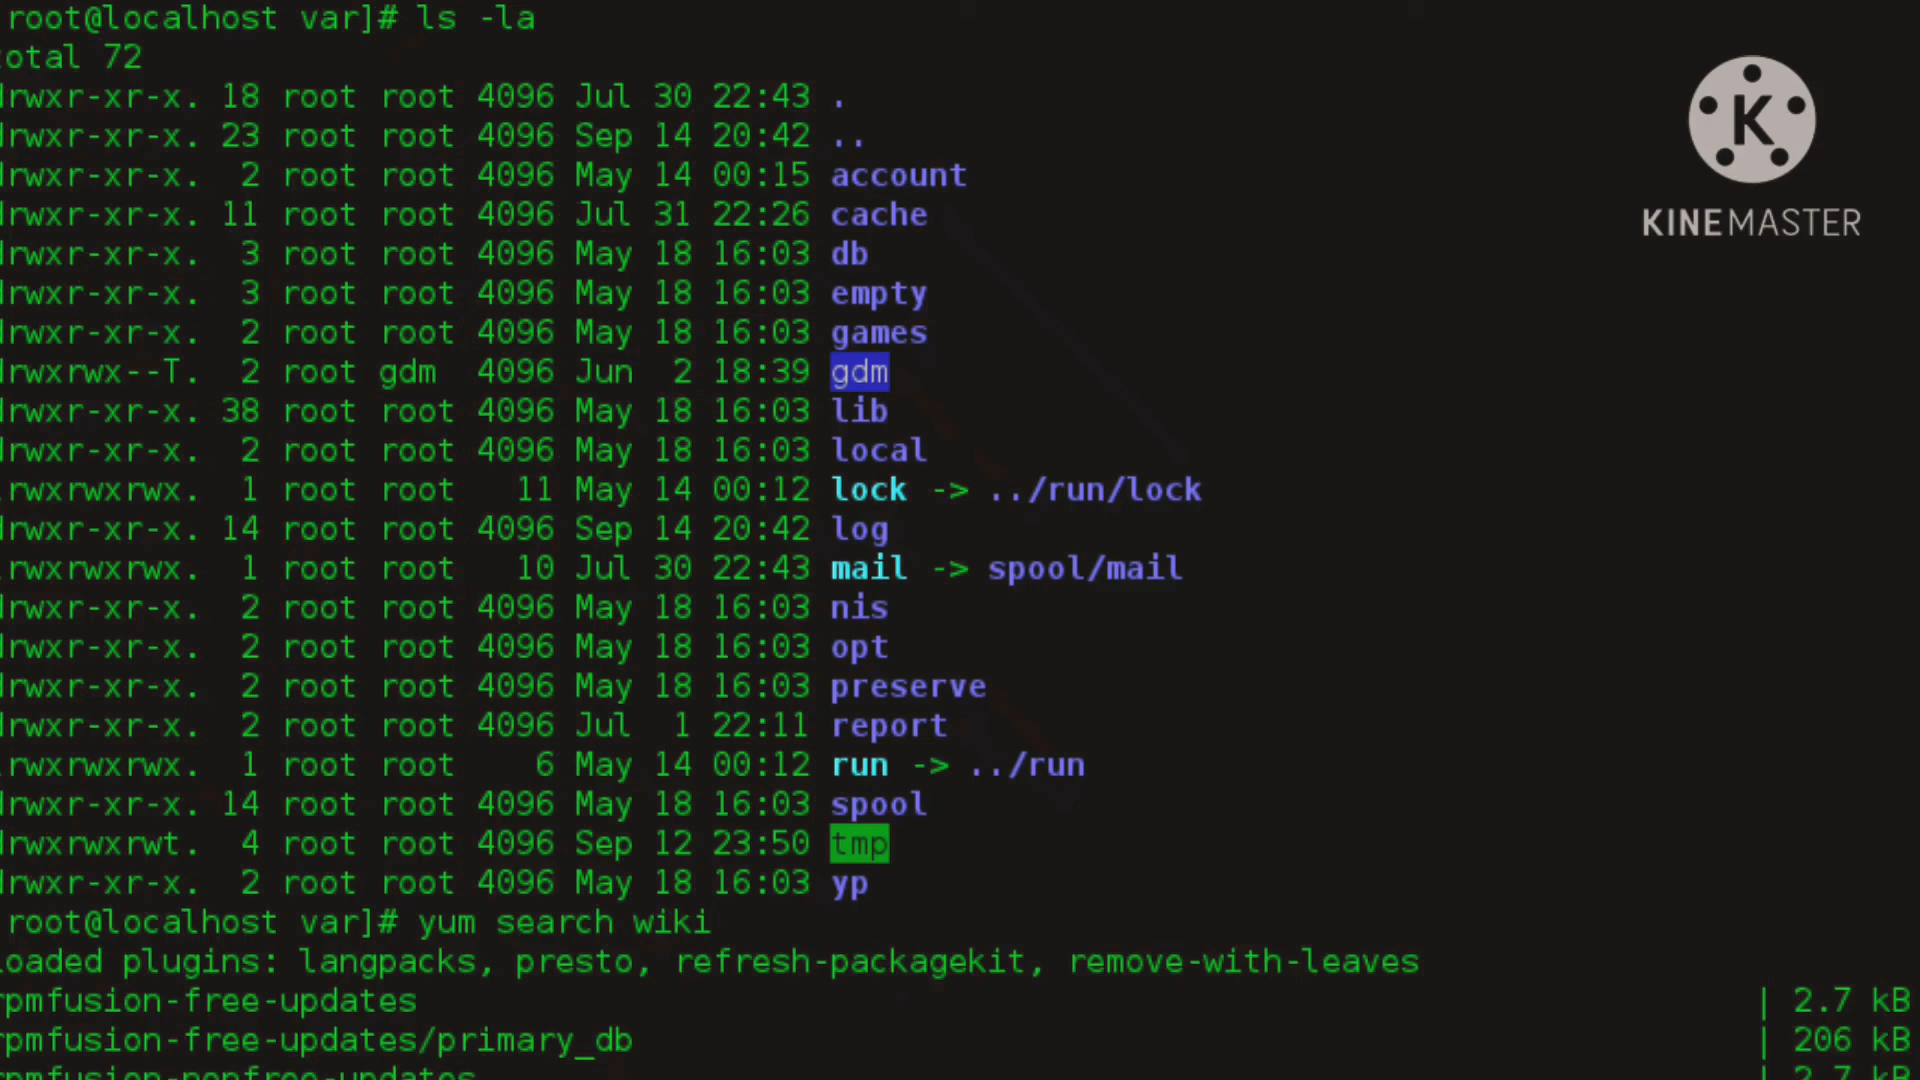 root@localhost var]# ls -la
otal 72
drwxr-xr-x. 18 root root 4096 Jul 30 22:43 .
drwxr-xr-x. 23 root root 4096 Sep 14 20:42 ..
drwxr-xr-x. 2 root root 4096 May 14 00:15 account
drwxr-xr-x. 11 root root 4096 Jul 31 22:26 cache
drwxr-xr-x. 3 root root 4096 May 18 16:03 db
drwxr-xr-x. 3 root root 4096 May 18 16:03 empty
drwxr-xr-x. 2 root root 4096 May 18 16:03 games
drwxrwx--T. 2 root gdm 4096 Jun 2 18:39 gdm
drwxr-xr-x. 38 root root 4096 May 18 16:03 lib
drwxr-xr-x. 2 root root 4096 May 18 16:03 local
rwxrwxrwx. 1 root root 11 May 14 00:12 lock -> ../run/lock
drwxr-xr-x. 14 root root 4096 Sep 14 20:42 log
rwxrwxrwx. 1 root root 10 Jul 30 22:43 mail -> spool/mail
drwxr-xr-x. 2 root root 4096 May 18 16:03 nis
drwxr-xr-x. 2 root root 4096 May 18 16:03 opt
drwxr-xr-x. 2 root root 4096 May 18 16:03 preserve
drwxr-xr-x. 2 root root 4096 Jul 1 22:11 report
rwxrwxrwx. 1 root root 6 May 14 00:12 run -> ../run
drwxr-xr-x. 14 root root 4096 May 18 16:03 spool
drwxrwxrwt. 4 root root 4096 Sep 12 23:50 tmp
drwxr-xr-x. 2 root root 4096 May 18 16:03 yp
root@localhost var]# yum search wiki
oaded plugins: langpacks, presto, refresh-packagekit, remove-with-leaves
rpmfusion-free-updates | 2.7 kB
rpmfusion-free-updates/primary_db | 206 kB
rpmfusion-nonfree-updates | 2.7 kB
K
KINEMASTER